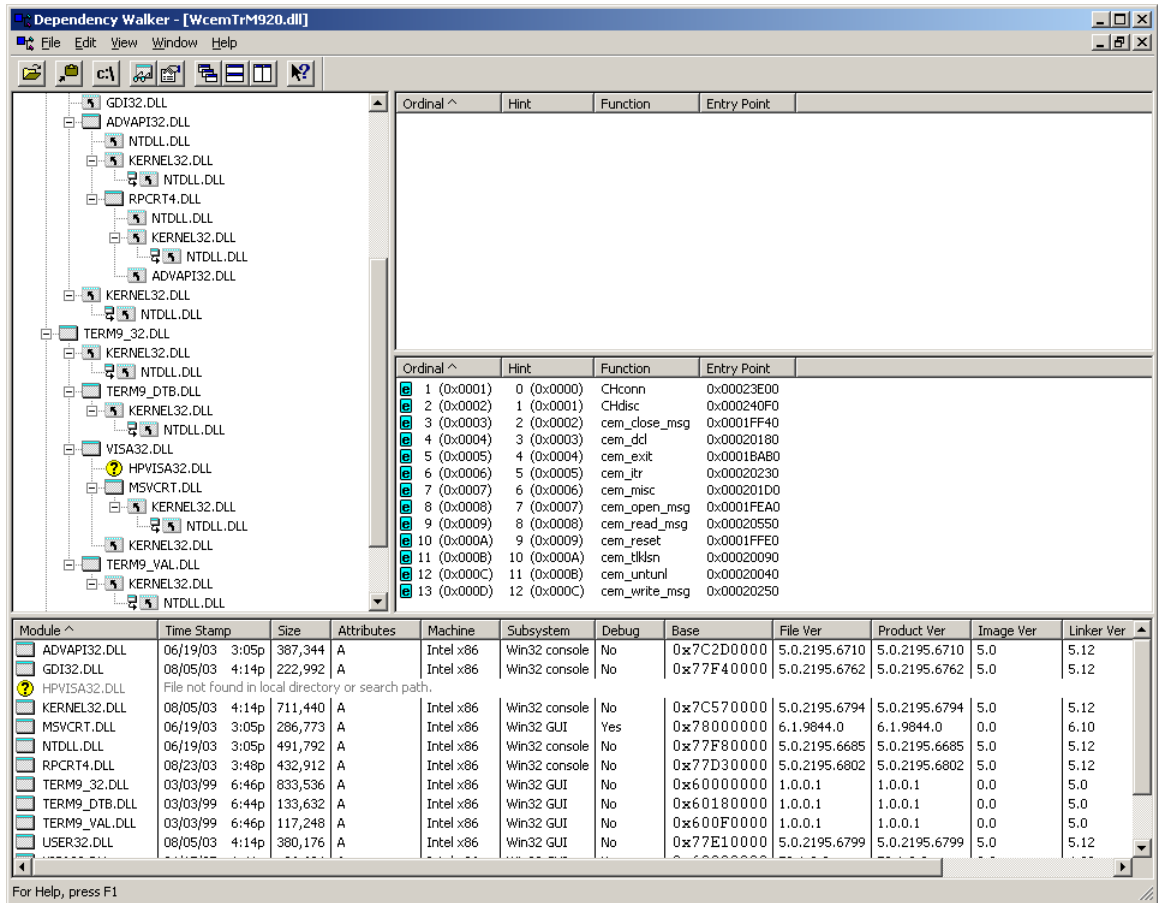 Dependency Walker - [WcemTrM920.dll]
File Edit View Window Help
c:\
GDI32.DLL
ADVAPI32.DLL
NTDLL.DLL
KERNEL32.DLL
NTDLL.DLL
RPCRT4.DLL
NTDLL.DLL
KERNEL32.DLL
NTDLL.DLL
ADVAPI32.DLL
KERNEL32.DLL
NTDLL.DLL
TERM9_32.DLL
KERNEL32.DLL
NTDLL.DLL
TERM9_DTB.DLL
KERNEL32.DLL
NTDLL.DLL
VISA32.DLL
? HPVISA32.DLL
MSVCRT.DLL
KERNEL32.DLL
NTDLL.DLL
KERNEL32.DLL
TERM9_VAL.DLL
KERNEL32.DLL
NTDLL.DLL
Ordinal ^ Hint Function Entry Point
Ordinal ^ Hint Function Entry Point
e 1 (0x0001) 0 (0x0000) CHconn 0x00023E00
e 2 (0x0002) 1 (0x0001) CHdisc 0x000240F0
e 3 (0x0003) 2 (0x0002) cem_close_msg 0x0001FF40
e 4 (0x0004) 3 (0x0003) cem_dcl 0x00020180
e 5 (0x0005) 4 (0x0004) cem_exit 0x0001BAB0
e 6 (0x0006) 5 (0x0005) cem_itr 0x00020230
e 7 (0x0007) 6 (0x0006) cem_misc 0x000201D0
e 8 (0x0008) 7 (0x0007) cem_open_msg 0x0001FEA0
e 9 (0x0009) 8 (0x0008) cem_read_msg 0x00020550
e 10 (0x000A) 9 (0x0009) cem_reset 0x0001FFE0
e 11 (0x000B) 10 (0x000A) cem_tlklsn 0x00020090
e 12 (0x000C) 11 (0x000B) cem_untunl 0x00020040
e 13 (0x000D) 12 (0x000C) cem_write_msg 0x00020250
Module ^ Time Stamp Size Attributes Machine Subsystem Debug Base File Ver Product Ver Image Ver Linker Ver
ADVAPI32.DLL 06/19/03 3:05p 387,344 A Intel x86 Win32 console No 0x7C2D0000 5.0.2195.6710 5.0.2195.6710 5.0 5.12
GDI32.DLL 08/05/03 4:14p 222,992 A Intel x86 Win32 console No 0x77F40000 5.0.2195.6762 5.0.2195.6762 5.0 5.12
? HPVISA32.DLL File not found in local directory or search path.
KERNEL32.DLL 08/05/03 4:14p 711,440 A Intel x86 Win32 console No 0x7C570000 5.0.2195.6794 5.0.2195.6794 5.0 5.12
MSVCRT.DLL 06/19/03 3:05p 286,773 A Intel x86 Win32 GUI Yes 0x78000000 6.1.9844.0 6.1.9844.0 0.0 6.10
NTDLL.DLL 06/19/03 3:05p 491,792 A Intel x86 Win32 console No 0x77F80000 5.0.2195.6685 5.0.2195.6685 5.0 5.12
RPCRT4.DLL 08/23/03 3:48p 432,912 A Intel x86 Win32 console No 0x77D30000 5.0.2195.6802 5.0.2195.6802 5.0 5.12
TERM9_32.DLL 03/03/99 6:46p 833,536 A Intel x86 Win32 GUI No 0x60000000 1.0.0.1 1.0.0.1 0.0 5.0
TERM9_DTB.DLL 03/03/99 6:44p 133,632 A Intel x86 Win32 GUI No 0x60180000 1.0.0.1 1.0.0.1 0.0 5.0
TERM9_VAL.DLL 03/03/99 6:46p 117,248 A Intel x86 Win32 GUI No 0x600F0000 1.0.0.1 1.0.0.1 0.0 5.0
USER32.DLL 08/05/03 4:14p 380,176 A Intel x86 Win32 GUI No 0x77E10000 5.0.2195.6799 5.0.2195.6799 5.0 5.12
For Help, press F1